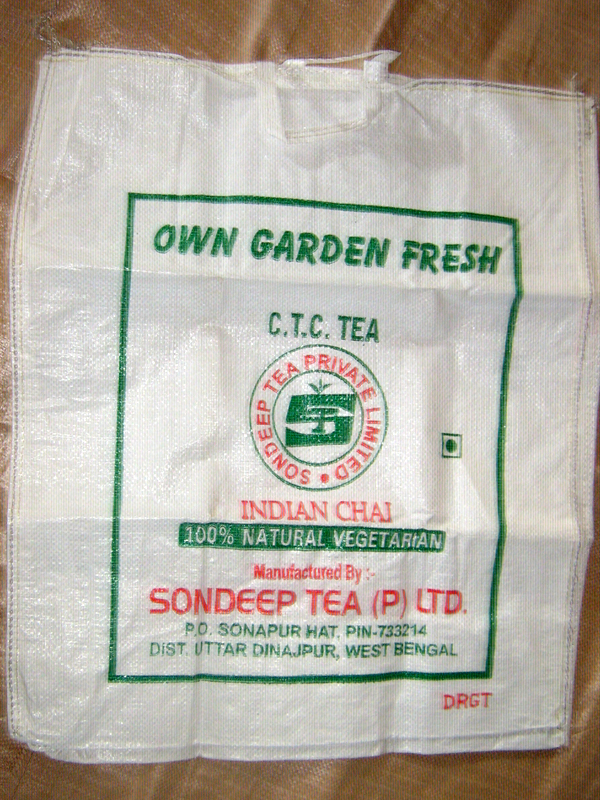 OWN GARDEN FRESH
C.T.C. TEA
SONDEEP TEA PRIVATE LIMITED
INDIAN CHAI
100% NATURAL VEGETARIAN
Manufactured By :-
SONDEEP TEA (P) LTD.
P.O. SONAPUR HAT, PIN-733214
DIST. UTTAR DINAJPUR, WEST BENGAL
DRGT